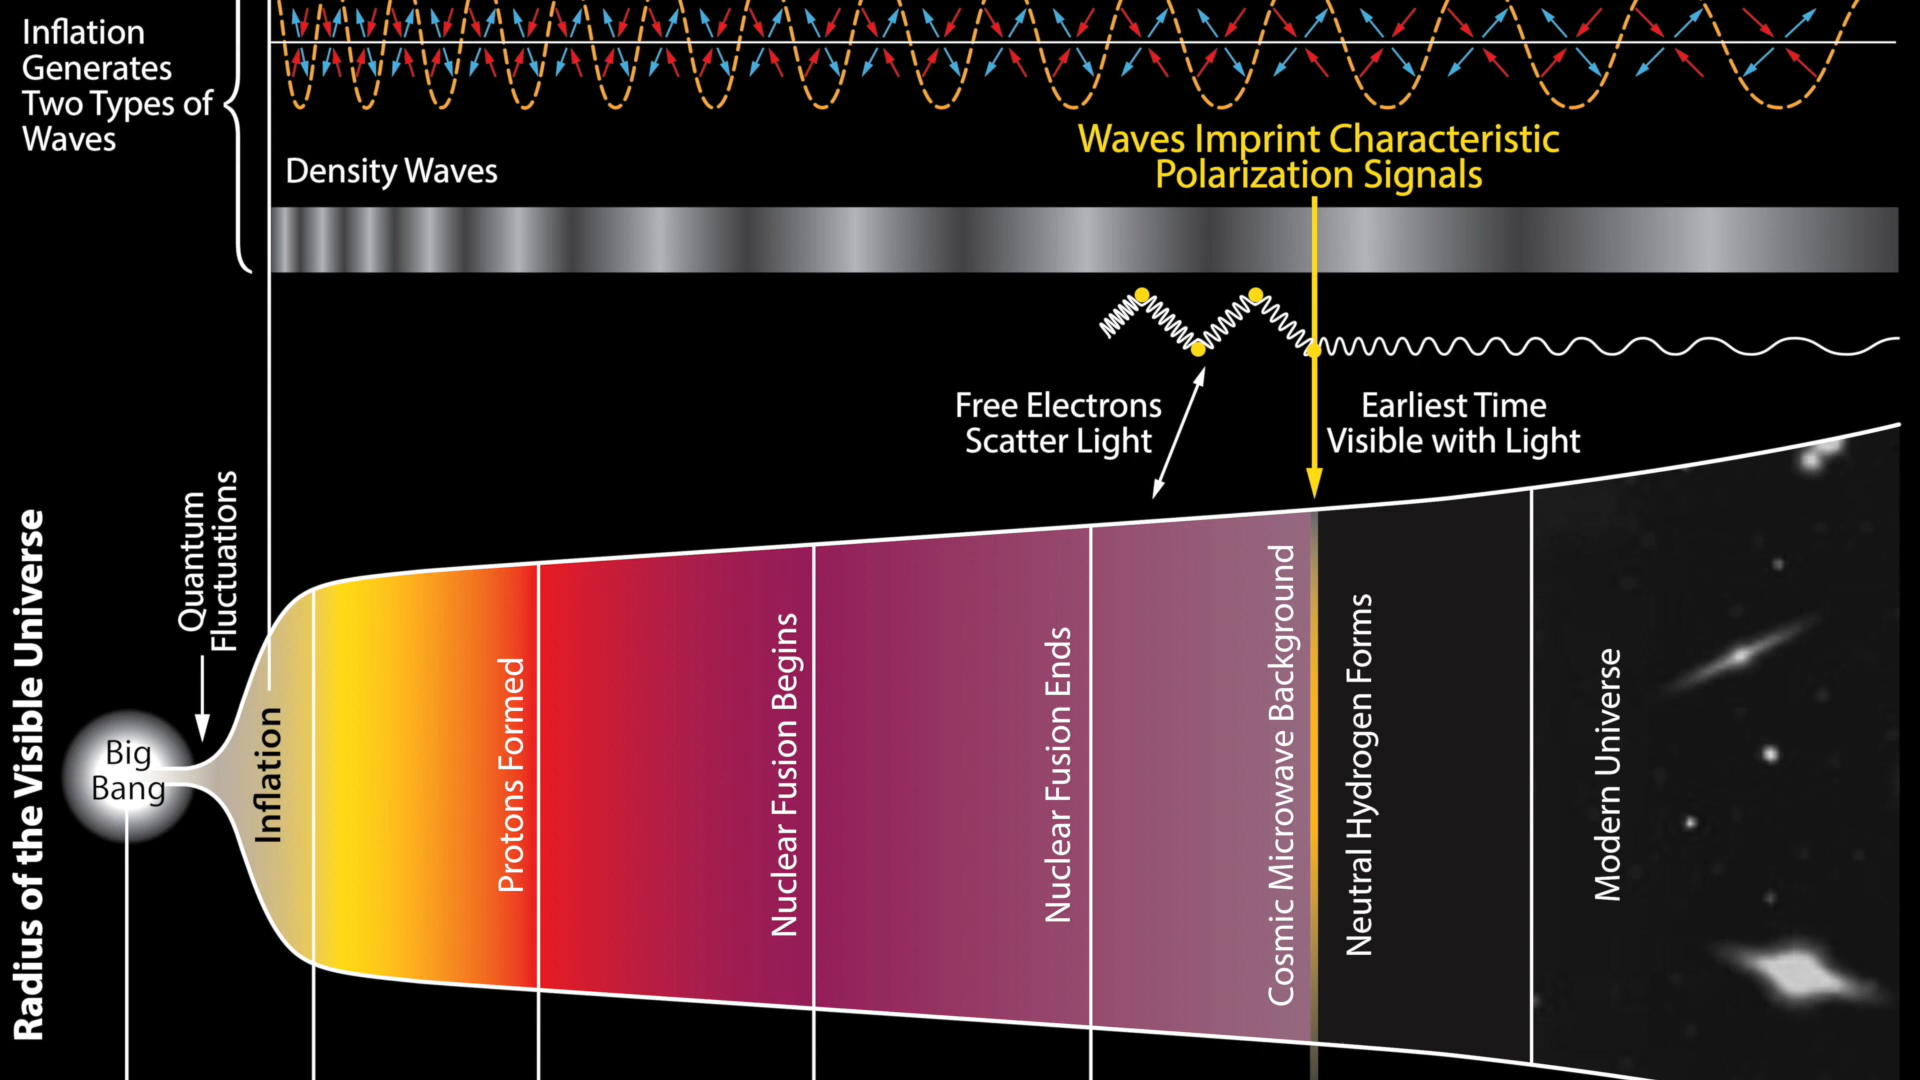 Inflation
Generates
Two Types of
Waves
Density Waves
Waves Imprint Characteristic
Polarization Signals
Free Electrons
Scatter Light
Earliest Time
Visible with Light
Radius of the Visible Universe
Quantum
Fluctuations
Big
Bang
Inflation
Protons Formed
Nuclear Fusion Begins
Nuclear Fusion Ends
Cosmic Microwave Background
Neutral Hydrogen Forms
Modern Universe